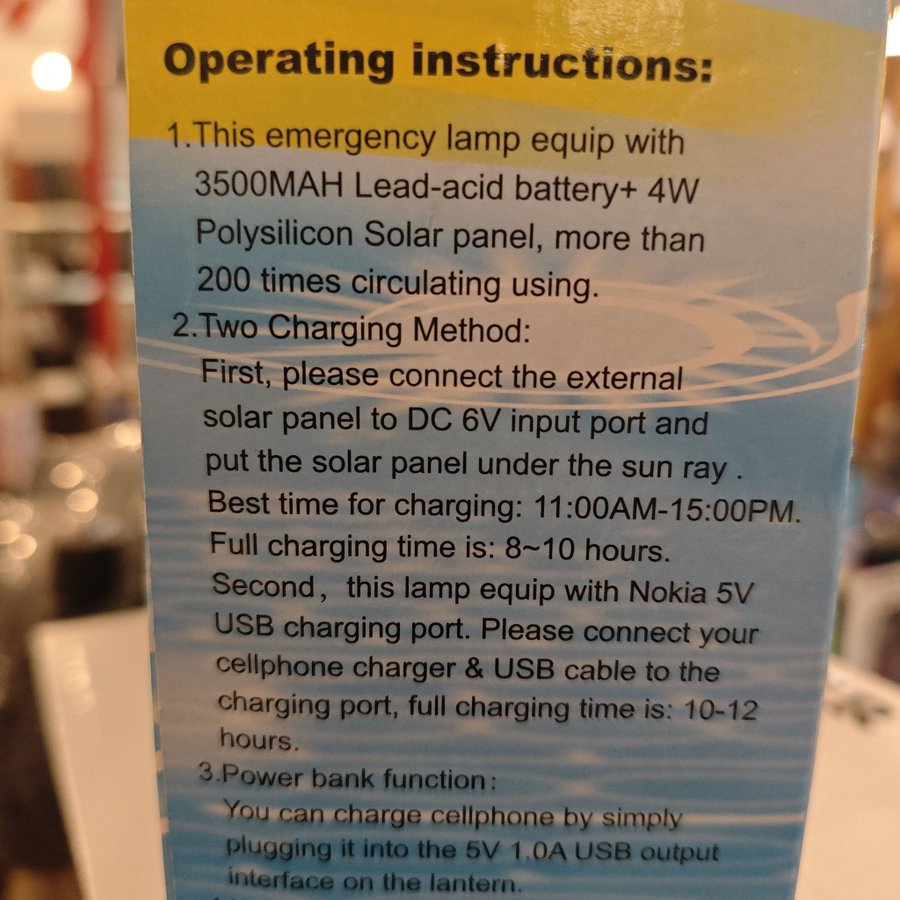 Operating instructions:
1.This emergency lamp equip with
3500MAH Lead-acid battery+ 4W
Polysilicon Solar panel, more than
200 times circulating using.
2.Two Charging Method:
First, please connect the external
solar panel to DC 6V input port and
put the solar panel under the sun ray .
Best time for charging: 11:00AM-15:00PM.
Full charging time is: 8~10 hours.
Second，this lamp equip with Nokia 5V
USB charging port. Please connect your
cellphone charger & USB cable to the
charging port, full charging time is: 10-12
hours.
3.Power bank function：
You can charge cellphone by simply
plugging it into the 5V 1.0A USB output
interface on the lantern.